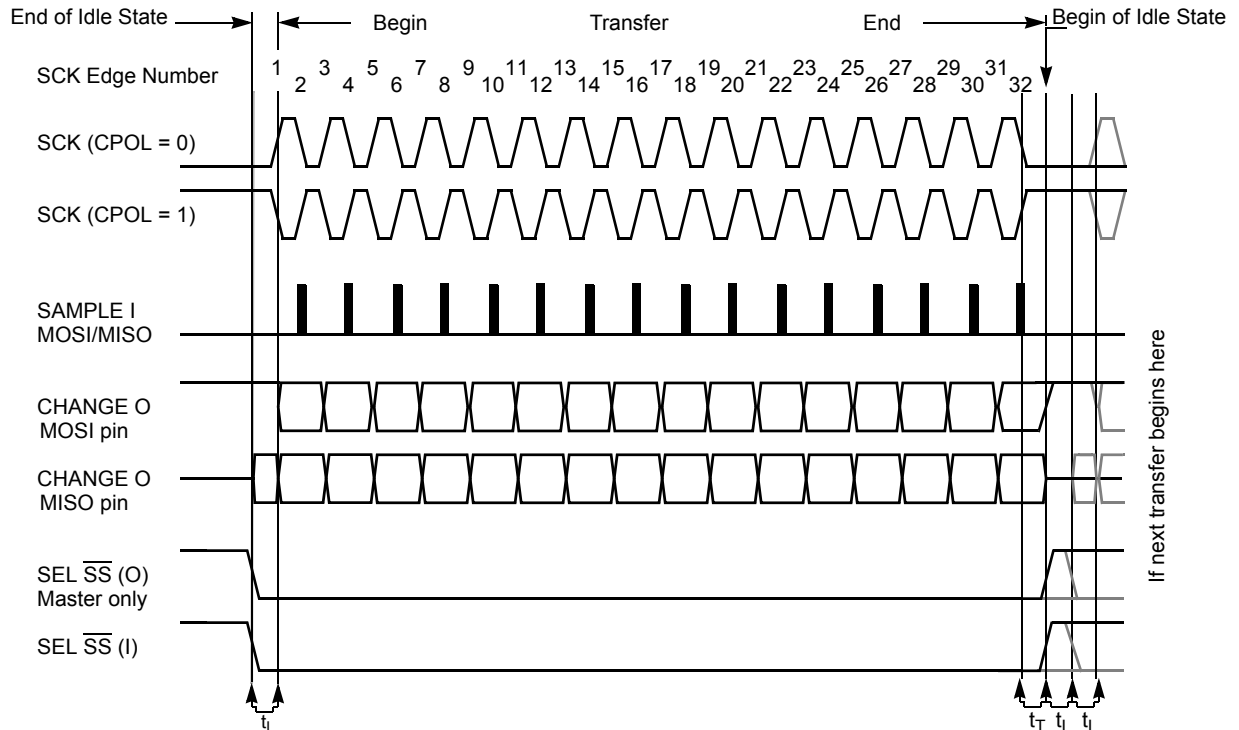 End of Idle State
Begin
Transfer
End
Begin of Idle State
SCK Edge Number
1 3 5 7 9 11 13 15 17 19 21 23 25 27 29 31
2 4 6 8 10 12 14 16 18 20 22 24 26 28 30 32
SCK (CPOL = 0)
SCK (CPOL = 1)
SAMPLE I
MOSI/MISO
CHANGE O
MOSI pin
CHANGE O
MISO pin
SEL SS (O)
Master only
SEL SS (I)
If next transfer begins here
tL
tT tI tL